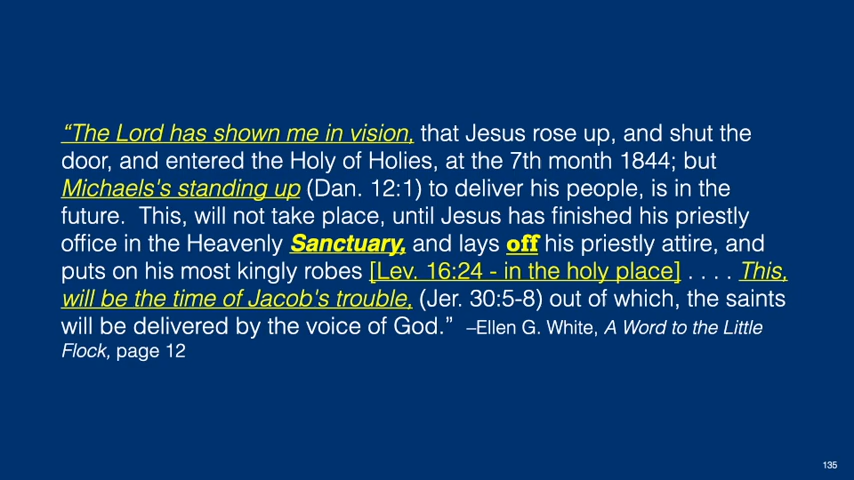 “The Lord has shown me in vision, that Jesus rose up, and shut the
door, and entered the Holy of Holies, at the 7th month 1844; but
Michaels's standing up (Dan. 12:1) to deliver his people, is in the
future.  This, will not take place, until Jesus has finished his priestly
office in the Heavenly Sanctuary, and lays off his priestly attire, and
puts on his most kingly robes [Lev. 16:24 - in the holy place] . . . . This,
will be the time of Jacob's trouble, (Jer. 30:5-8) out of which, the saints
will be delivered by the voice of God.”  –Ellen G. White, A Word to the Little
Flock, page 12
135